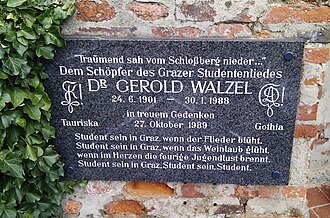 "Träumend sah vom Schloßberg nieder..."
Dem Schöpfer des Grazer Studentenliedes
DR GEROLD WALZEL
24.6.1901 — 30.1.1988
in treuem Gedenken
Tauriska 27. Oktober 1989 Gothia
Student sein in Graz, wenn der Flieder blüht.
Student sein in Graz, wenn das Weinlaub glüht,
wenn im Herzen die feurige Jugendlust brennt.
Student sein in Graz, Student sein, Student.